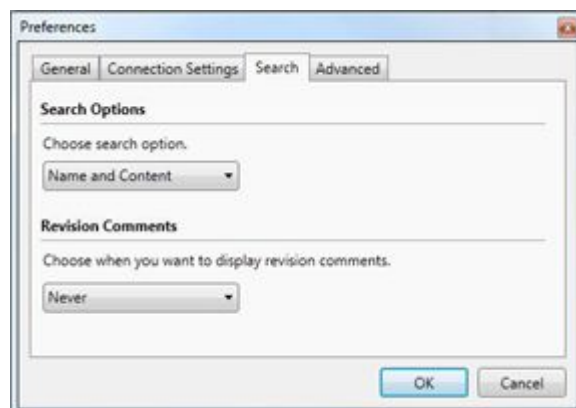 Preferences
General Connection Settings Search Advanced
Search Options
Choose search option.
Name and Content
Revision Comments
Choose when you want to display revision comments.
Never
OK Cancel